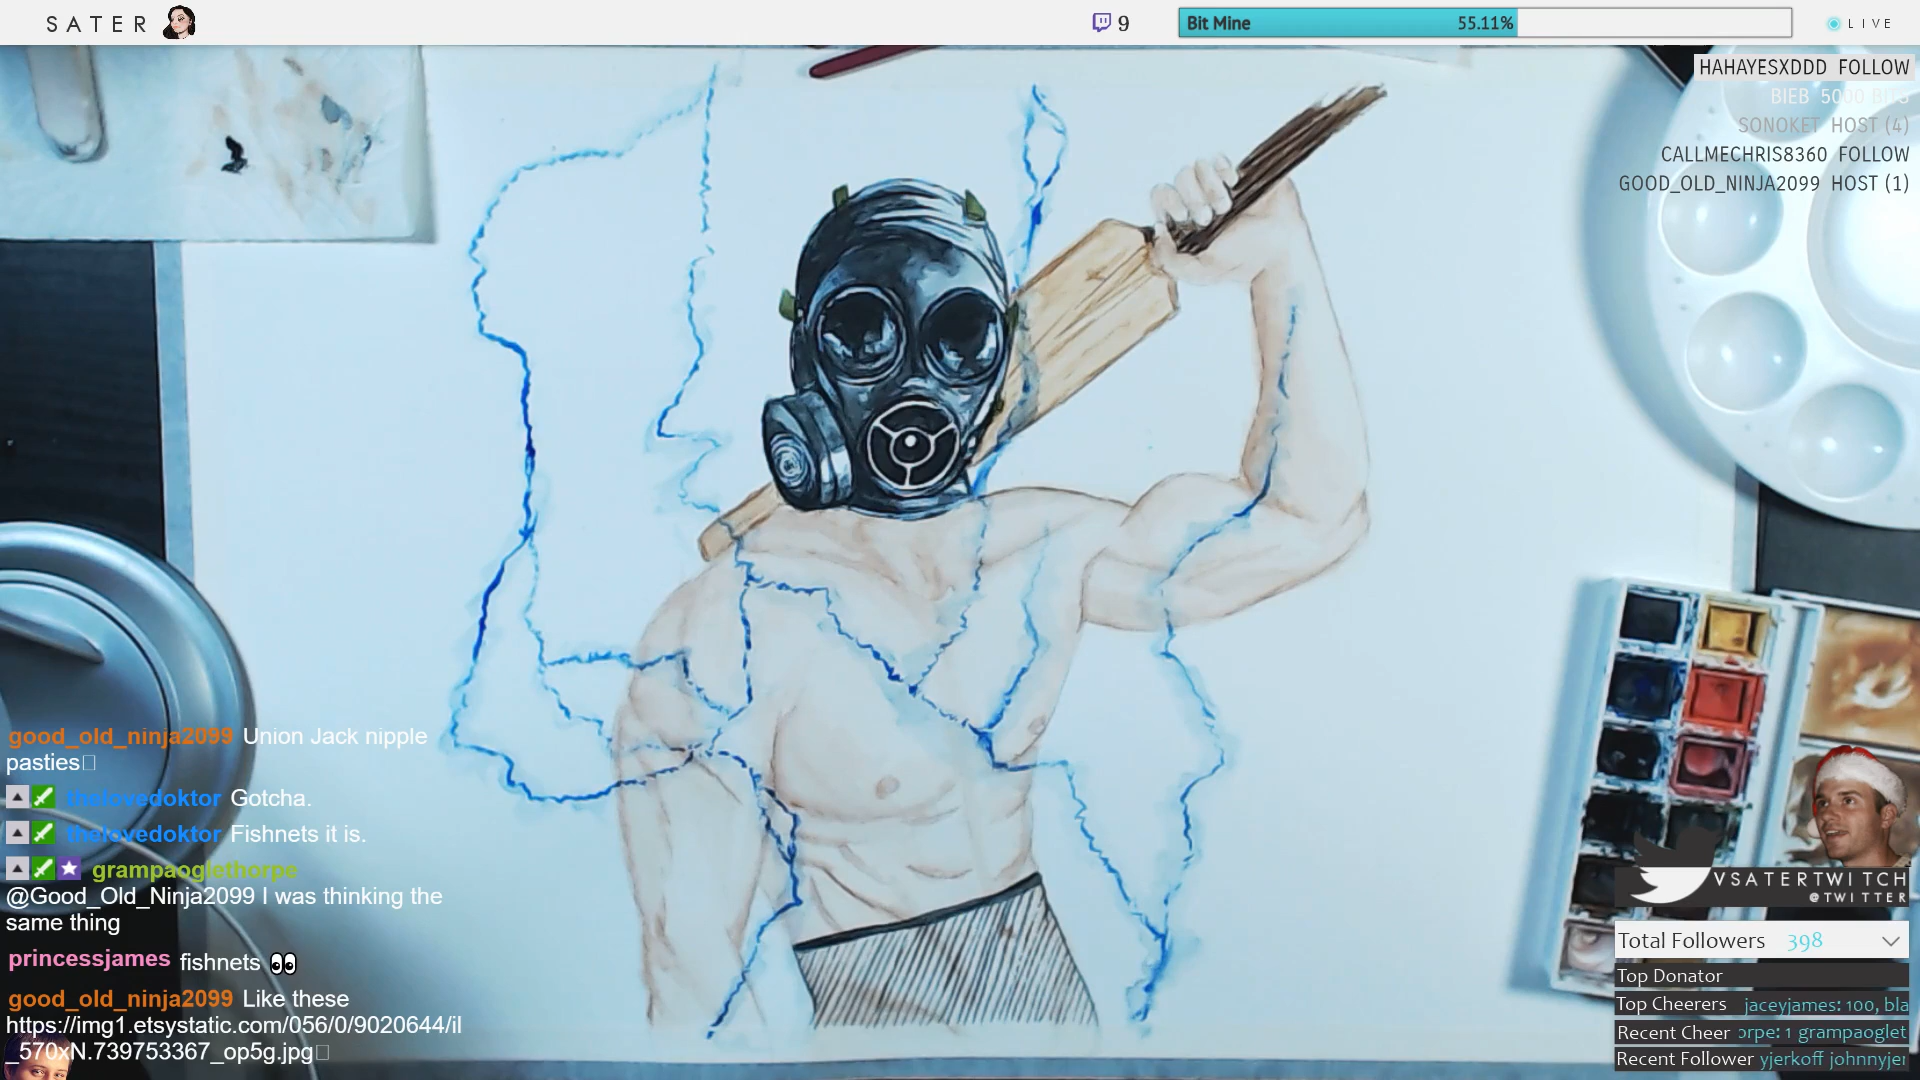 SATER
9
Bit Mine 55.11%
LIVE
HAHAYESXDDD FOLLOW
BIEB 5000 BITS
SONOKET HOST (4)
CALLMECHRIS8360 FOLLOW
GOOD_OLD_NINJA2099 HOST (1)
good_old_ninja2099 Union Jack nipple
pasties
thelovedoktor Gotcha.
thelovedoktor Fishnets it is.
grampaoglethorpe
@Good_Old_Ninja2099 I was thinking the
same thing
princessjames fishnets
good_old_ninja2099 Like these
https://img1.etsystatic.com/056/0/9020644/il
_570xN.739753367_op5g.jpg
VSATERTWITCH
@TWITTER
Total Followers 398
Top Donator
Top Cheerers jaceyjames: 100, bla
Recent Cheer orpe: 1 grampaoglet
Recent Follower yjerkoff johnnyjer